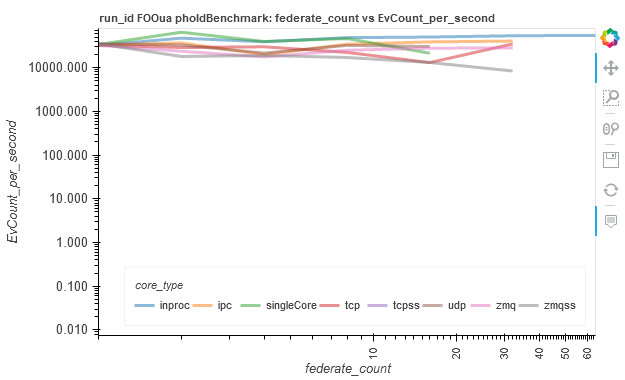 run_id FOOua pholdBenchmark: federate_count vs EvCount_per_second
10000.000
1000.000
100.000
10.000
1.000
0.100
0.010
EvCount_per_second
core_type
inproc ipc singleCore tcp tcpss udp zmq zmqss
10 20 30 40 50 60
federate_count